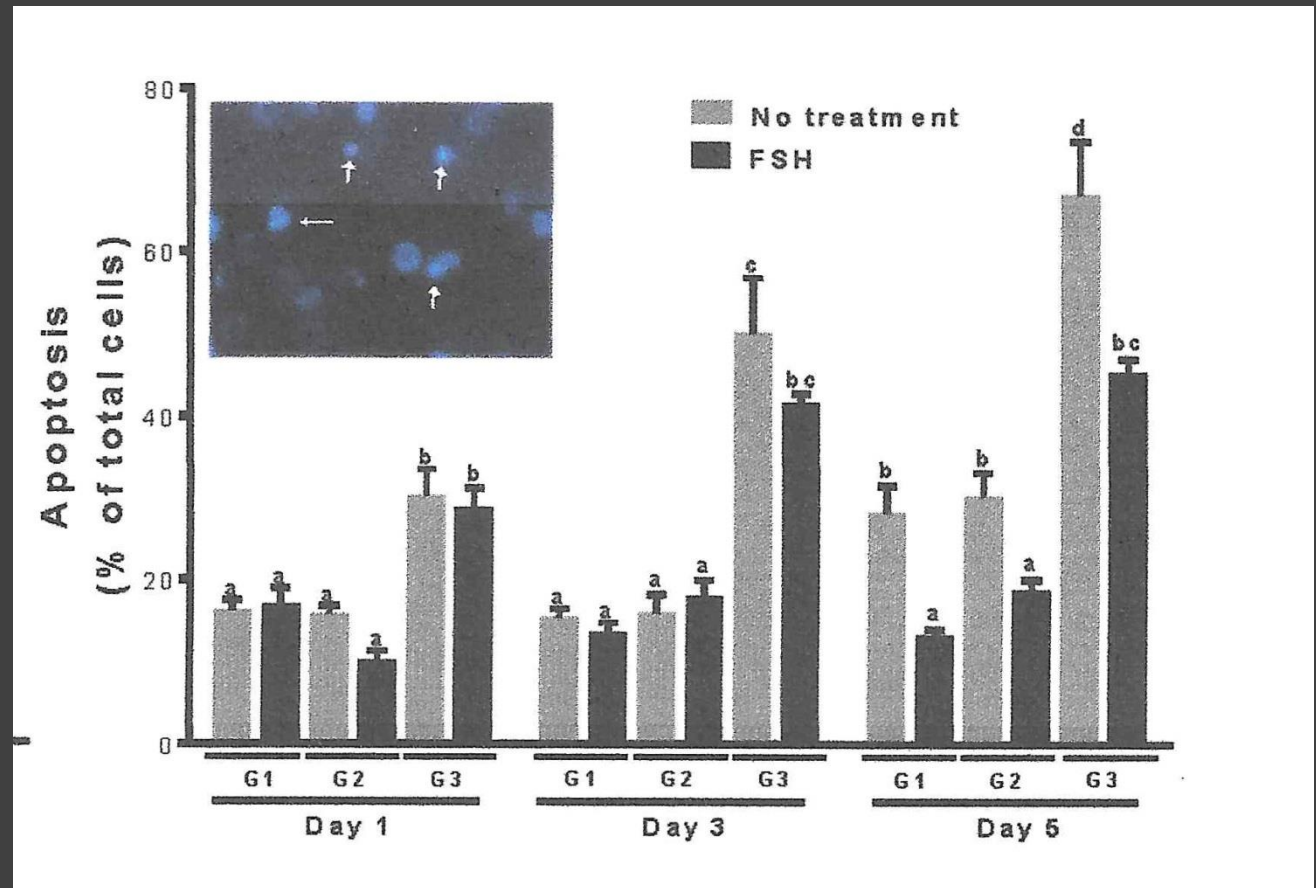 80
60
40
20
0
Apoptosis
(% of total cells)
No treatment
FSH
a
a
a
a
b
b
a
a
a
a
c
bc
b
a
b
a
d
bc
G1
G2
G3
G1
G2
G3
G1
G2
G3
Day 1
Day 3
Day 5